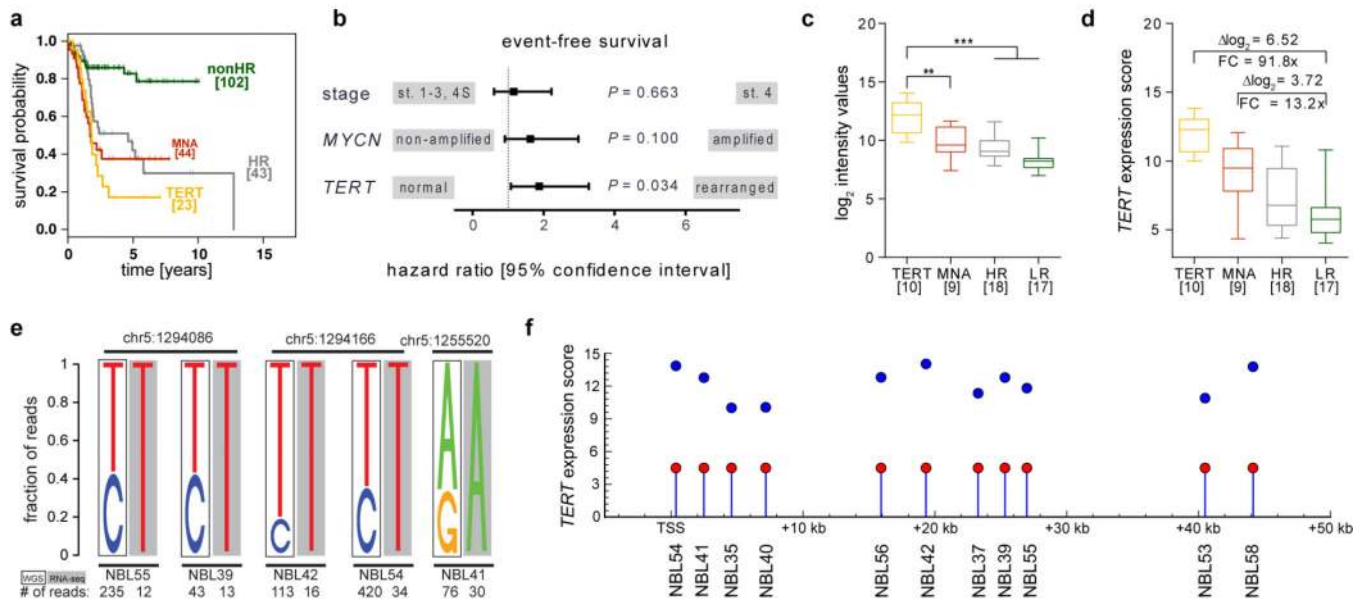 a
survival probability
1.0
0.8
0.6
0.4
0.2
0.0
nonHR
[102]
MNA
[44]
HR
[43]
TERT
[23]
0 5 10 15
time [years]
b
event-free survival
stage st. 1-3, 4S P = 0.663 st. 4
MYCN non-amplified P = 0.100 amplified
TERT normal P = 0.034 rearranged
0 2 4 6
hazard ratio [95% confidence interval]
c
log2 intensity values
20
15
10
5
0
***
**
TERT MNA HR LR
[10] [9] [18] [17]
d
TERT expression score
20
15
10
5
Δlog2 = 6.52
FC = 91.8x
Δlog2 = 3.72
FC = 13.2x
TERT MNA HR LR
[10] [9] [18] [17]
e
chr5:1294086 chr5:1294166 chr5:1255520
fraction of reads
1
0.8
0.6
0.4
0.2
0
T T T T T T T T A A
C C C C G
NBL55 NBL39 NBL42 NBL54 NBL41
WGS RNA-seq
# of reads: 235 12 43 13 113 16 420 34 76 30
f
TERT expression score
15
12
9
6
3
0
TSS +10 kb +20 kb +30 kb +40 kb +50 kb
NBL54 NBL41 NBL35 NBL40 NBL56 NBL42 NBL37 NBL39 NBL55 NBL53 NBL58